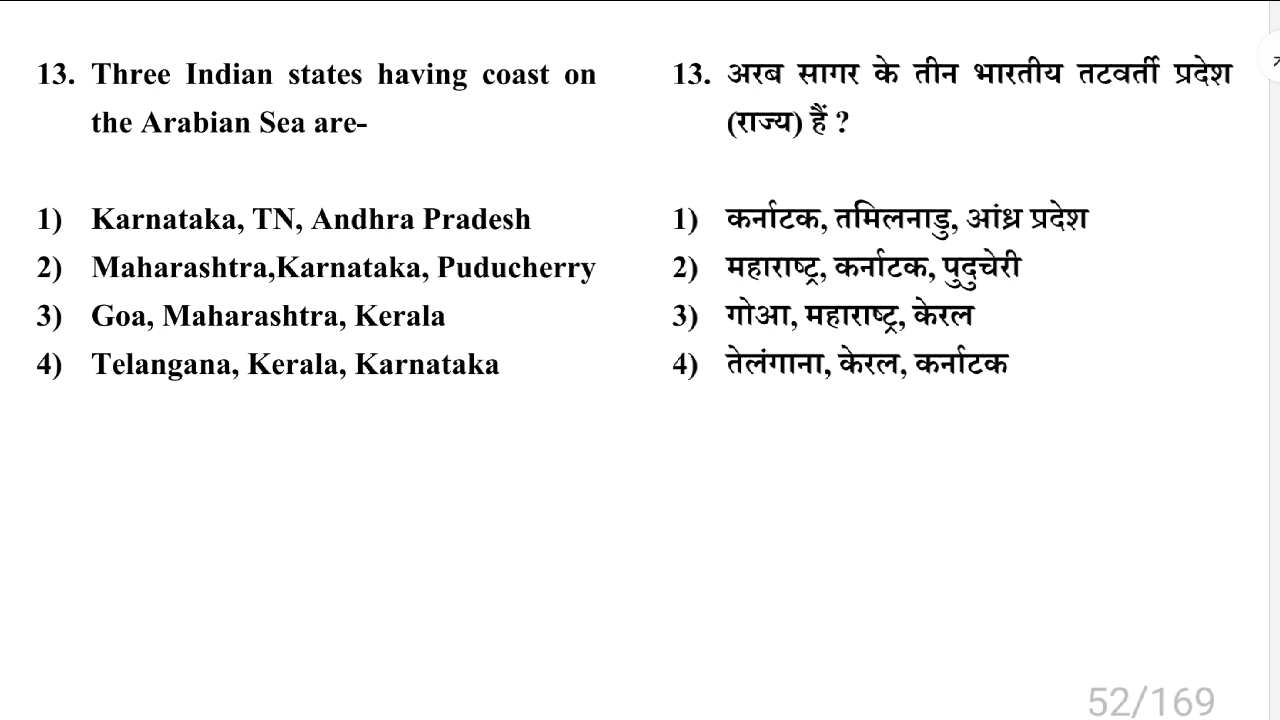 13. Three Indian states having coast on
the Arabian Sea are-
1) Karnataka, TN, Andhra Pradesh
2) Maharashtra,Karnataka, Puducherry
3) Goa, Maharashtra, Kerala
4) Telangana, Kerala, Karnataka
13. अरब सागर के तीन भारतीय तटवर्ती प्रदेश
(राज्य) हैं ?
1) कर्नाटक, तमिलनाडु, आंध्र प्रदेश
2) महाराष्ट्र, कर्नाटक, पुदुचेरी
3) गोआ, महाराष्ट्र, केरल
4) तेलंगाना, केरल, कर्नाटक
52/169